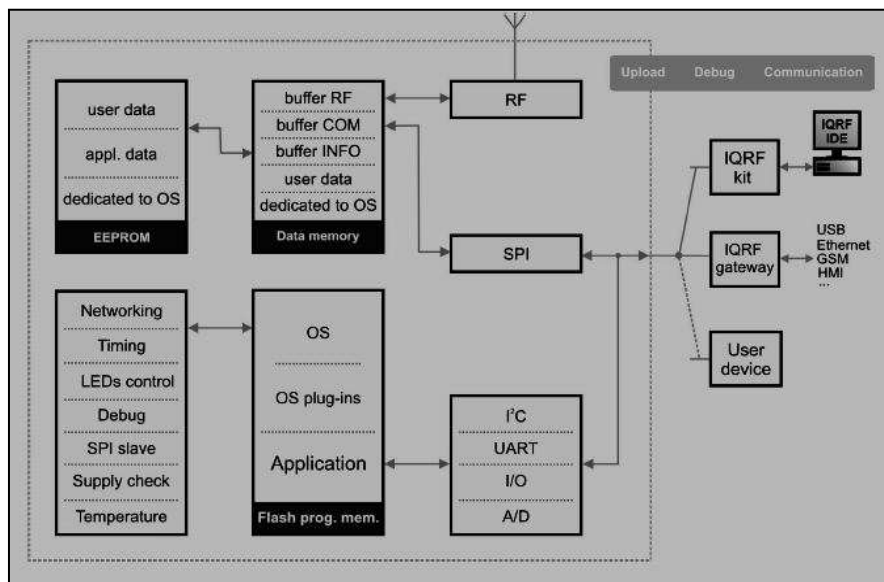 Upload Debug Communication
user data
appl. data
dedicated to OS
EEPROM
buffer RF
buffer COM
buffer INFO
user data
dedicated to OS
Data memory
RF
SPI
IQRF
kit
IQRF
IDE
IQRF
gateway
USB
Ethernet
GSM
HMI
...
User
device
Networking
Timing
LEDs control
Debug
SPI slave
Supply check
Temperature
OS
OS plug-ins
Application
Flash prog. mem.
I²C
UART
I/O
A/D